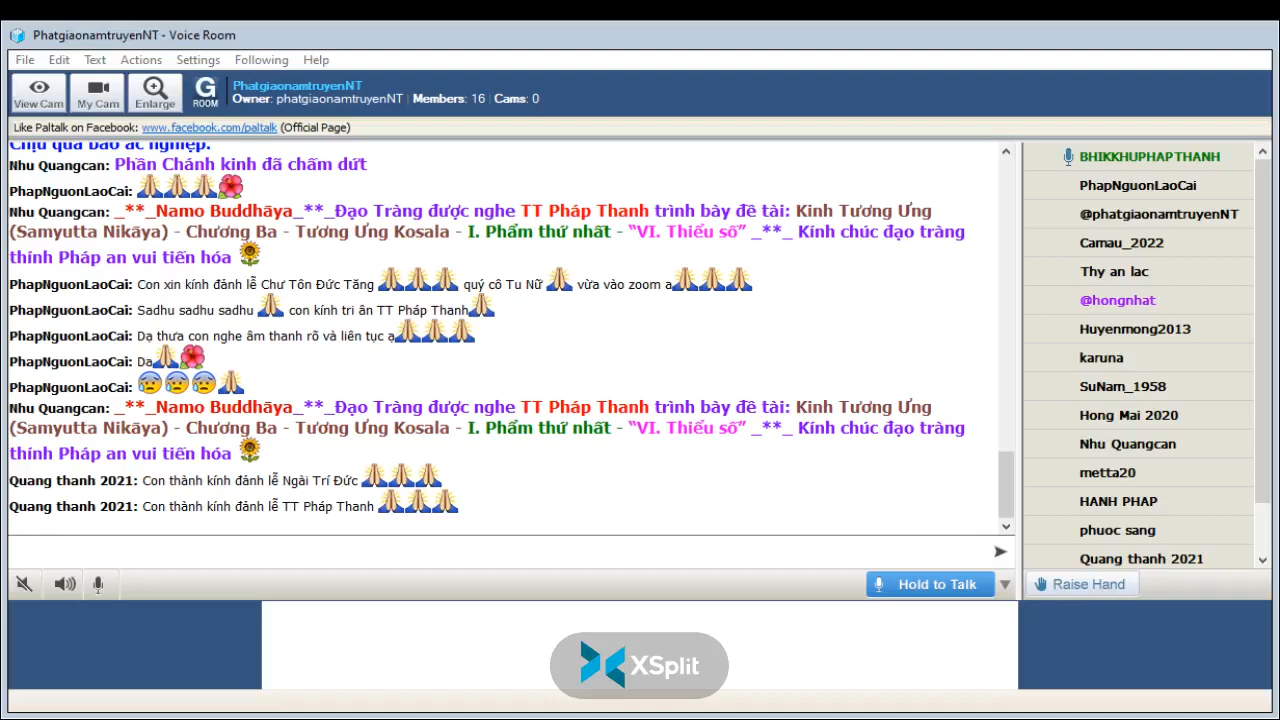 PhatgiaonamtruyenNT - Voice Room
File Edit Text Actions Settings Following Help
View Cam My Cam Enlarge G ROOM
PhatgiaonamtruyenNT
Owner: phatgiaonamtruyenNT | Members: 16 | Cams: 0
Like Paltalk on Facebook: www.facebook.com/paltalk (Official Page)
Chịu quả báo ác nghiệp.
Nhu Quangcan: Phần Chánh kinh đã chấm dứt
PhapNguonLaoCai:
Nhu Quangcan: _**_Namo Buddhāya_**_Đạo Tràng được nghe TT Pháp Thanh trình bày đề tài: Kinh Tương Ưng
(Samyutta Nikāya) - Chương Ba - Tương Ưng Kosala - I. Phẩm thứ nhất - “VI. Thiểu số” _**_ Kính chúc đạo tràng
thính Pháp an vui tiến hóa
PhapNguonLaoCai: Con xin kính đảnh lễ Chư Tôn Đức Tăng quý cô Tu Nữ vừa vào zoom ạ
PhapNguonLaoCai: Sadhu sadhu sadhu con kính tri ân TT Pháp Thanh
PhapNguonLaoCai: Dạ thưa con nghe âm thanh rõ và liên tục ạ
PhapNguonLaoCai: Dạ
PhapNguonLaoCai:
Nhu Quangcan: _**_Namo Buddhāya_**_Đạo Tràng được nghe TT Pháp Thanh trình bày đề tài: Kinh Tương Ưng
(Samyutta Nikāya) - Chương Ba - Tương Ưng Kosala - I. Phẩm thứ nhất - “VI. Thiểu số” _**_ Kính chúc đạo tràng
thính Pháp an vui tiến hóa
Quang thanh 2021: Con thành kính đảnh lễ Ngài Trí Đức
Quang thanh 2021: Con thành kính đảnh lễ TT Pháp Thanh
BHIKKHUPHAPTHANH
PhapNguonLaoCai
@phatgiaonamtruyenNT
Camau_2022
Thy an lac
@hongnhat
Huyenmong2013
karuna
SuNam_1958
Hong Mai 2020
Nhu Quangcan
metta20
HANH PHAP
phuoc sang
Quang thanh 2021
Hold to Talk
Raise Hand
XSplit